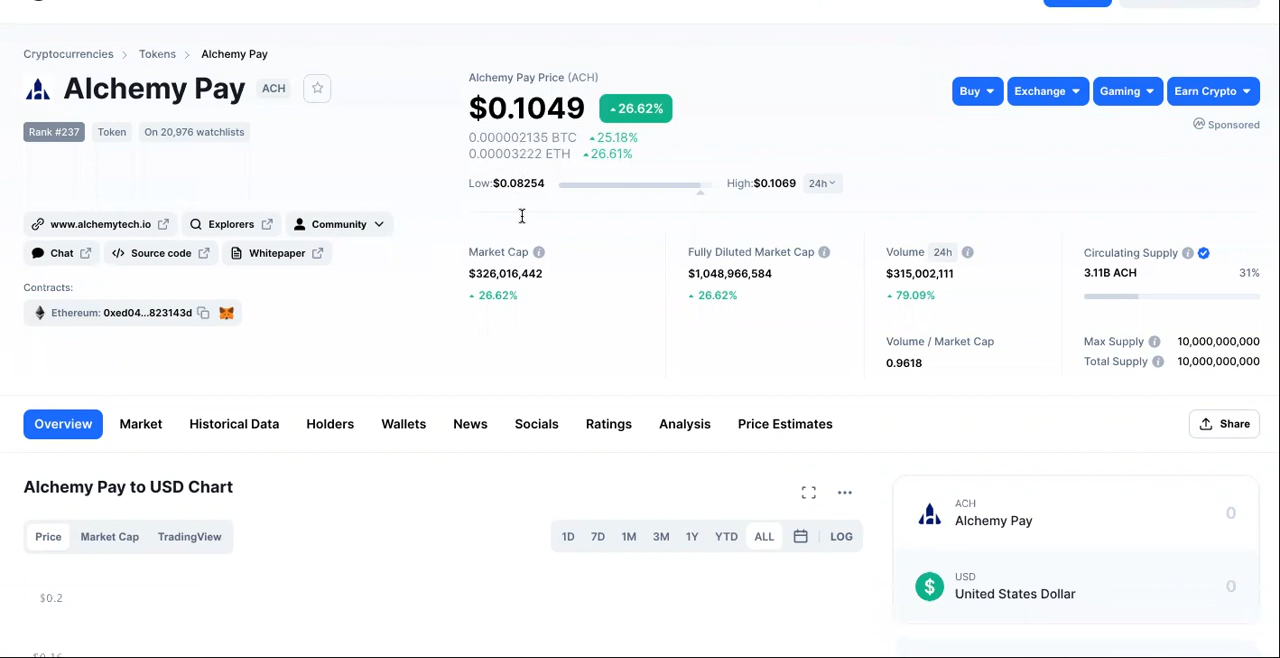 Cryptocurrencies > Tokens > Alchemy Pay
Alchemy Pay ACH
Rank #237 Token On 20,976 watchlists
www.alchemytech.io Explorers Community
Chat Source code Whitepaper
Contracts:
Ethereum: 0xed04...823143d
Alchemy Pay Price (ACH)
$0.1049 26.62%
0.000002135 BTC 25.18%
0.00003222 ETH 26.61%
Low:$0.08254 High:$0.1069 24h
Buy Exchange Gaming Earn Crypto
Sponsored
Market Cap
$326,016,442
26.62%
Fully Diluted Market Cap
$1,048,966,584
26.62%
Volume 24h
$315,002,111
79.09%
Volume / Market Cap
0.9618
Circulating Supply
3.11B ACH 31%
Max Supply 10,000,000,000
Total Supply 10,000,000,000
Overview Market Historical Data Holders Wallets News Socials Ratings Analysis Price Estimates Share
Alchemy Pay to USD Chart
Price Market Cap TradingView 1D 7D 1M 3M 1Y YTD ALL LOG
$0.2
ACH
Alchemy Pay 0
USD
United States Dollar 0